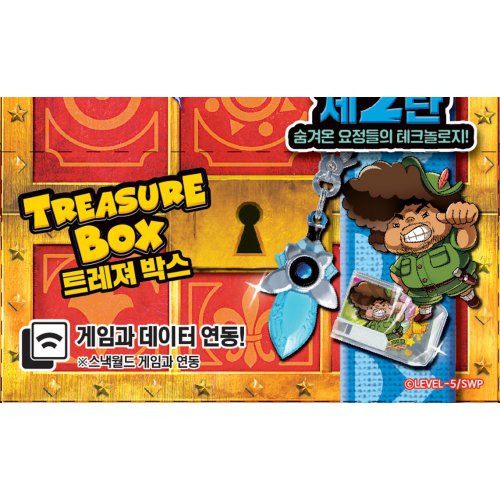 제2탄
숨겨온 요정들의 테크놀로지!
TREASURE
BOX
트레져 박스
게임과 데이터 연동!
※스낵월드 게임과 연동
©LEVEL-5/SWP